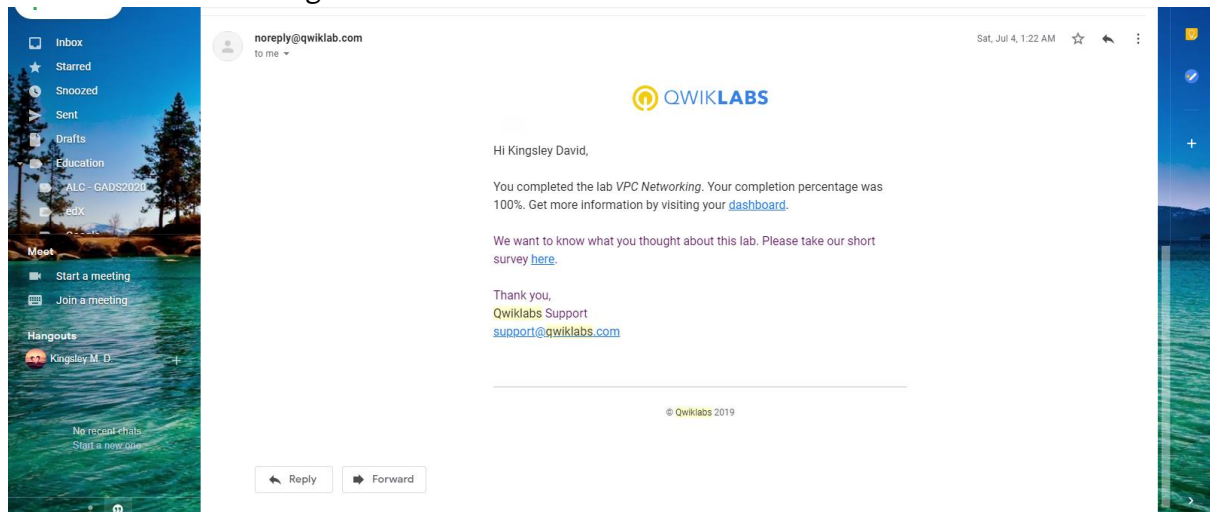 Inbox
Starred
Snoozed
Sent
Drafts
Education
ALC - GADS2020
edX
Meet
Start a meeting
Join a meeting
Hangouts
Kingsley M. D.
No recent chats
Start a new one
noreply@qwiklab.com
to me
Sat, Jul 4, 1:22 AM
QWIKLABS
Hi Kingsley David,
You completed the lab VPC Networking. Your completion percentage was
100%. Get more information by visiting your dashboard.
We want to know what you thought about this lab. Please take our short
survey here.
Thank you,
Qwiklabs Support
support@qwiklabs.com
© Qwiklabs 2019
Reply
Forward